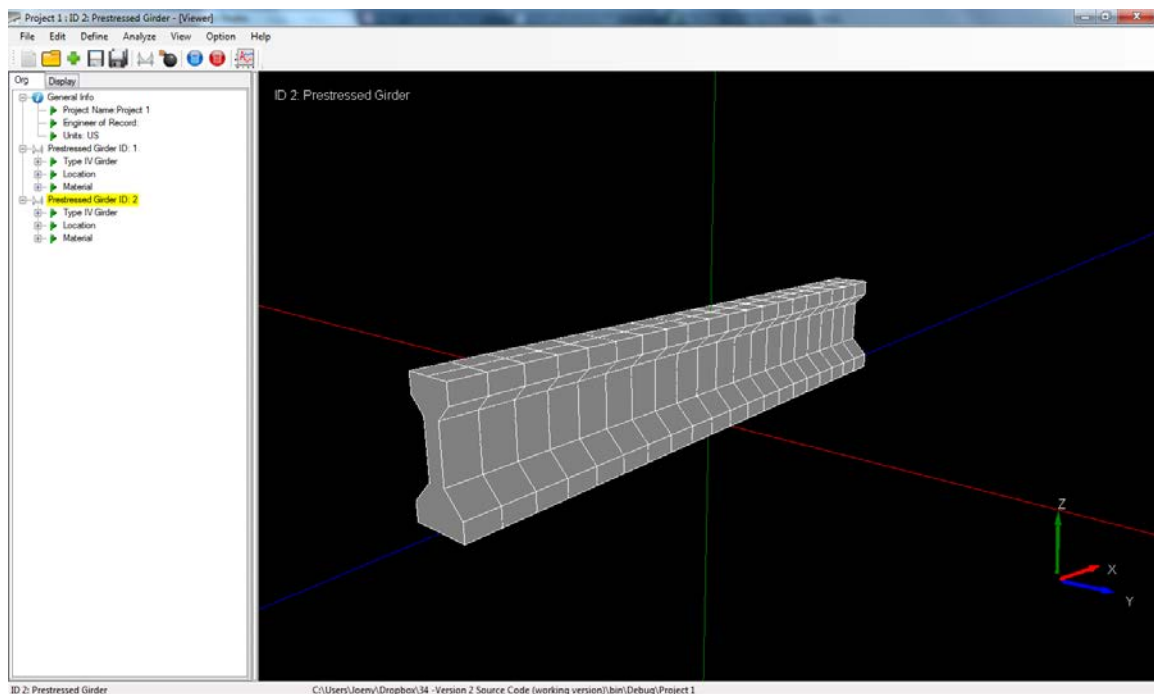 Project 1 : ID 2: Prestressed Girder - [Viewer]
File Edit Define Analyze View Option Help
Org Display
General Info
Project Name:Project 1
Engineer of Record:
Units: US
Prestressed Girder ID: 1
Type IV Girder
Location
Material
Prestressed Girder ID: 2
Type IV Girder
Location
Material
ID 2: Prestressed Girder
Z
X
Y
ID 2: Prestressed Girder C:\Users\Joeny\Dropbox\34 -Version 2 Source Code (working version)\bin\Debug\Project 1